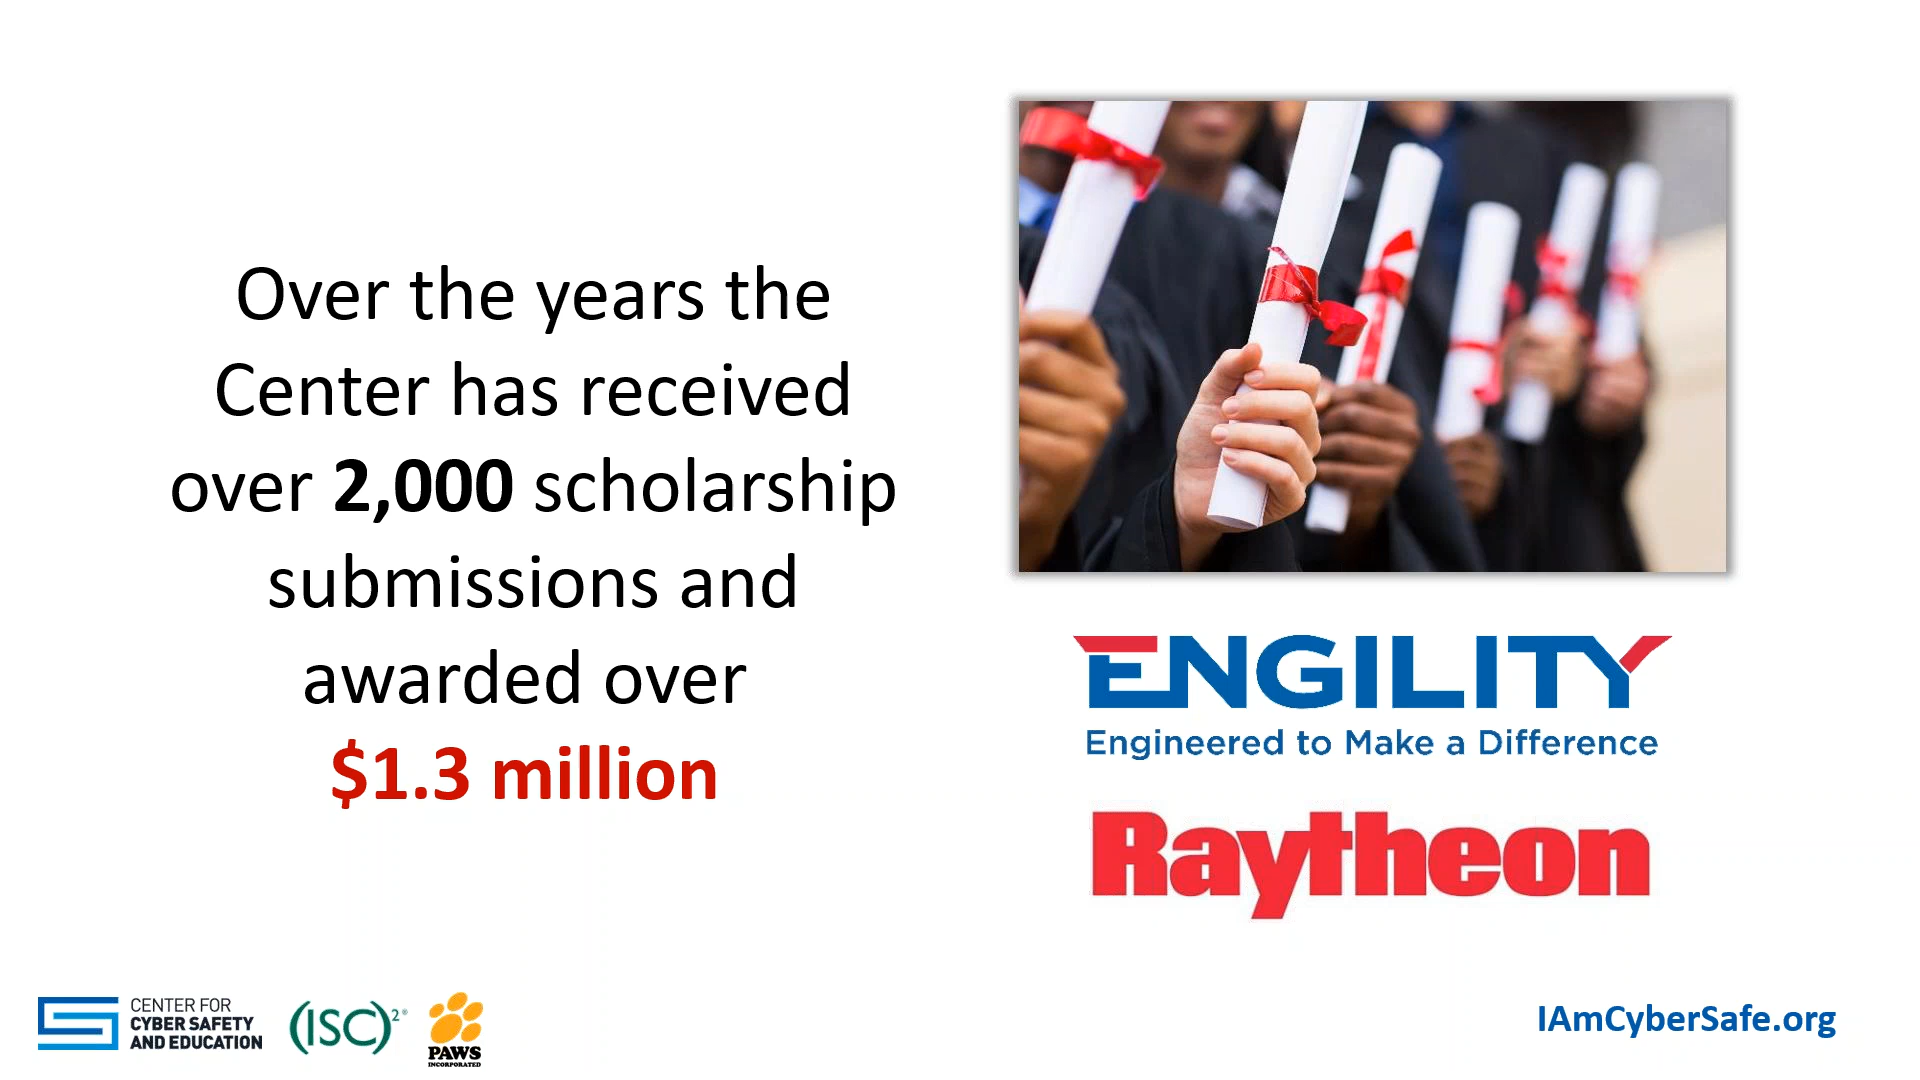 Over the years the
Center has received
over 2,000 scholarship
submissions and
awarded over
$1.3 million
ENGILITY
Engineered to Make a Difference
Raytheon
CENTER FOR
CYBER SAFETY
AND EDUCATION
(ISC)²®
PAWS
INCORPORATED
IAmCyberSafe.org